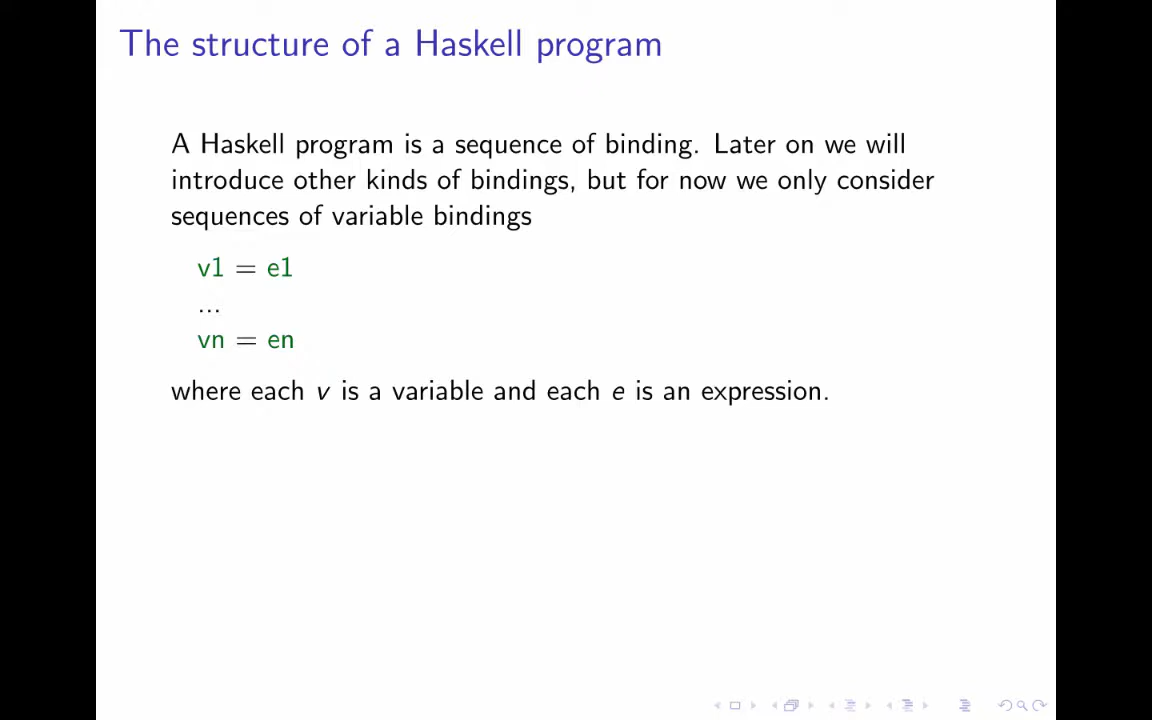 The structure of a Haskell program
A Haskell program is a sequence of binding. Later on we will
introduce other kinds of bindings, but for now we only consider
sequences of variable bindings
v1 = e1
...
vn = en
where each v is a variable and each e is an expression.